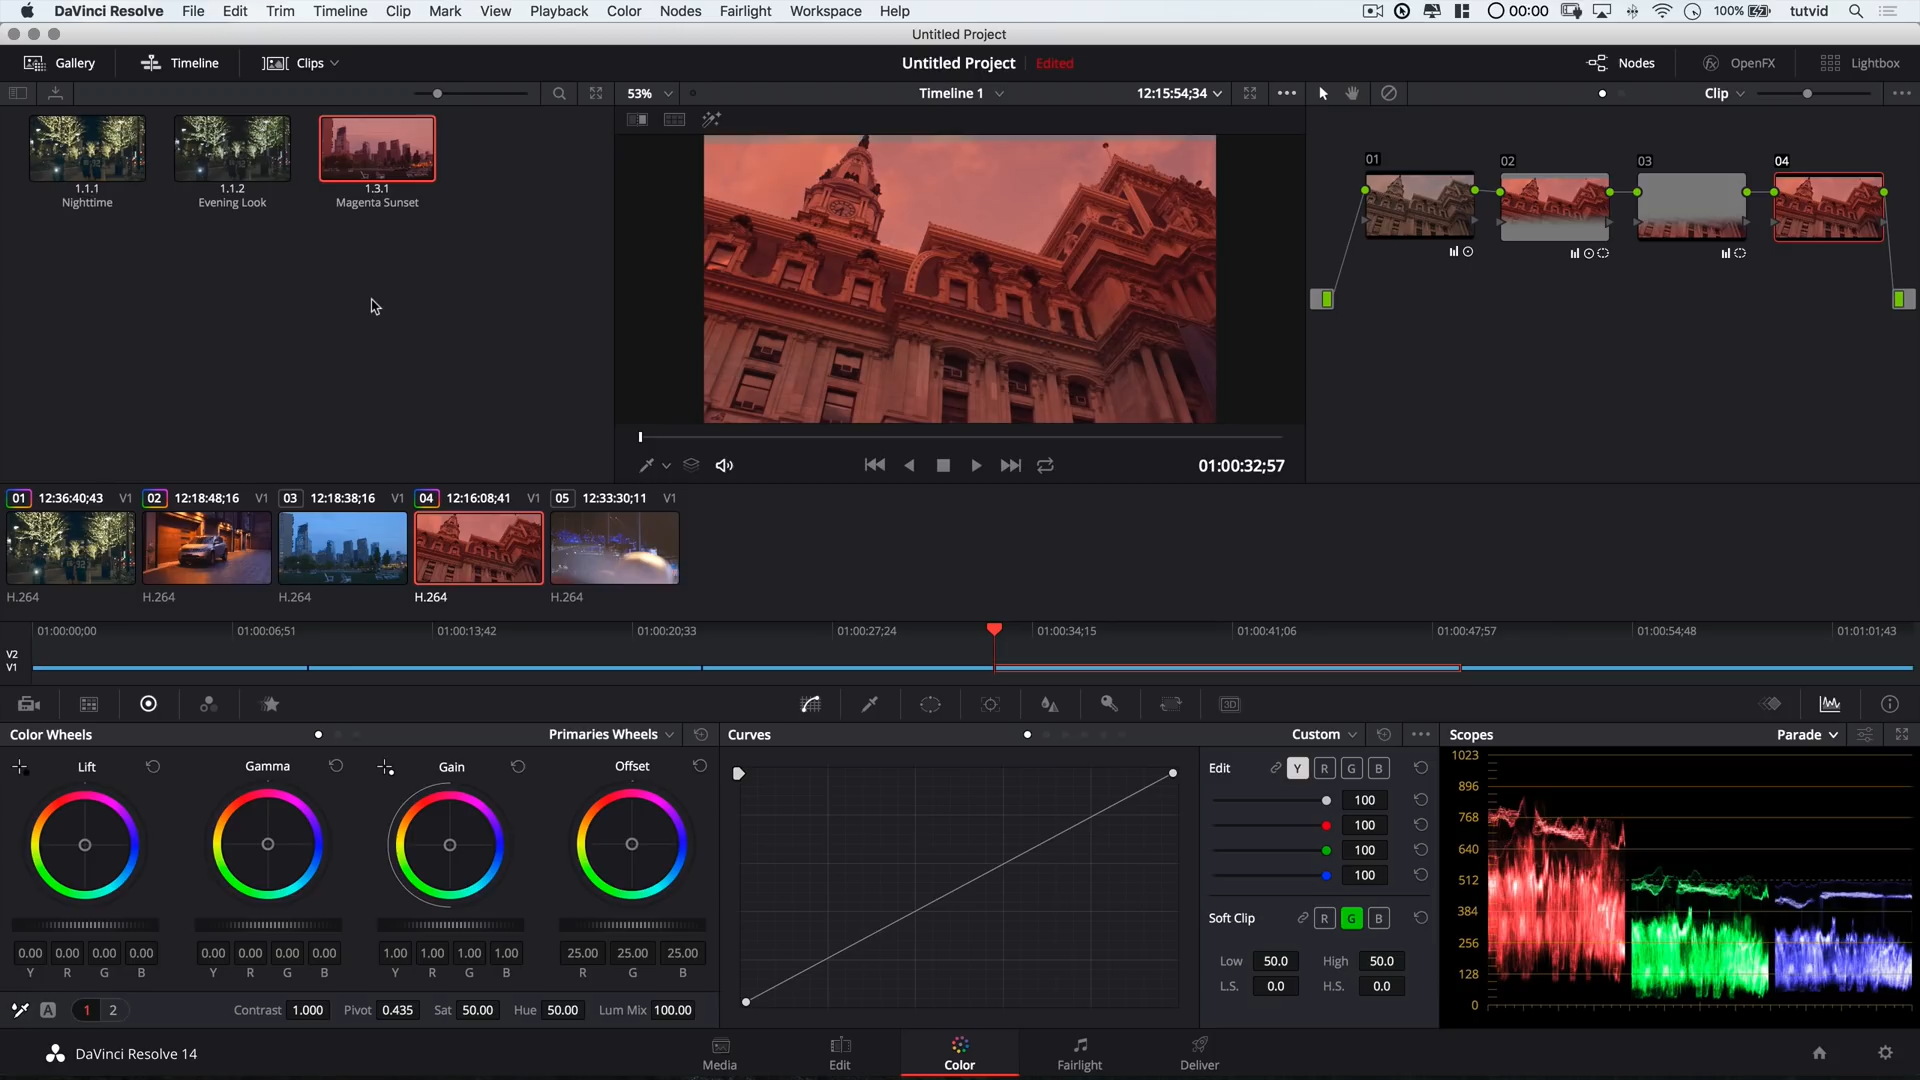 DaVinci Resolve File Edit Trim Timeline Clip Mark View Playback Color Nodes Fairlight Workspace Help 00:00 100% tutvid
Untitled Project
Gallery Timeline Clips Untitled Project Edited Nodes OpenFX Lightbox
53% Timeline 1 12:15:54;34 Clip
1.1.1 1.1.2 1.3.1
Nighttime Evening Look Magenta Sunset
01 02 03 04
01:00:32;57
01 12:36:40;43 V1 02 12:18:48;16 V1 03 12:18:38;16 V1 04 12:16:08;41 V1 05 12:33:30;11 V1
H.264 H.264 H.264 H.264 H.264
01:00:00;00 01:00:06;51 01:00:13;42 01:00:20;33 01:00:27;24 01:00:34;15 01:00:41;06 01:00:47;57 01:00:54;48 01:01:01;43
V2
V1
3D
Color Wheels Primaries Wheels Curves Custom Scopes Parade
Lift Gamma Gain Offset
0.00 0.00 0.00 0.00 0.00 0.00 0.00 0.00 1.00 1.00 1.00 1.00 25.00 25.00 25.00
Y R G B Y R G B Y R G B R G B
A 1 2 Contrast 1.000 Pivot 0.435 Sat 50.00 Hue 50.00 Lum Mix 100.00
Edit Y R G B
100
100
100
100
Soft Clip R G B
Low 50.0 High 50.0
L.S. 0.0 H.S. 0.0
1023
896
768
640
512
384
256
128
0
DaVinci Resolve 14 Media Edit Color Fairlight Deliver